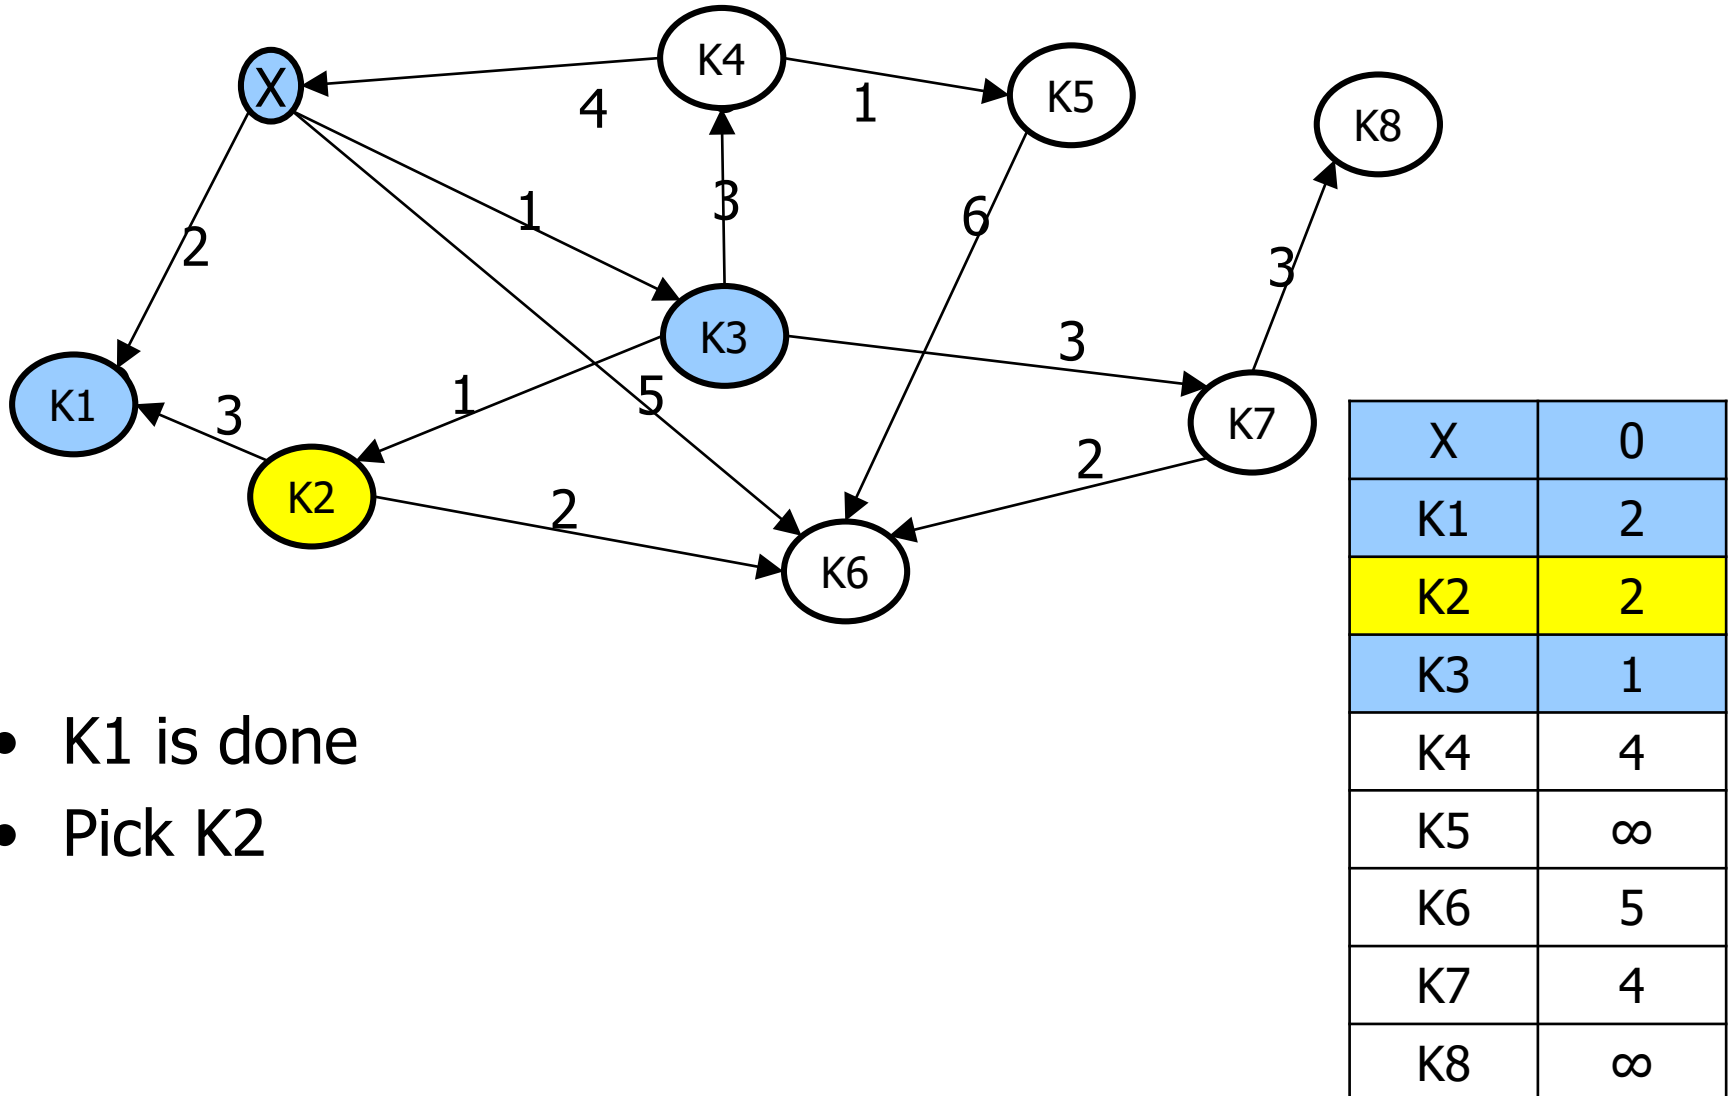 K4
X
K5
K8
4
1
1
3
6
2
3
K3
3
1
5
K1
3
K7
2
K2
2
K6
X 0
K1 2
K2 2
K3 1
K4 4
K5 ∞
K6 5
K7 4
K8 ∞
• K1 is done
• Pick K2